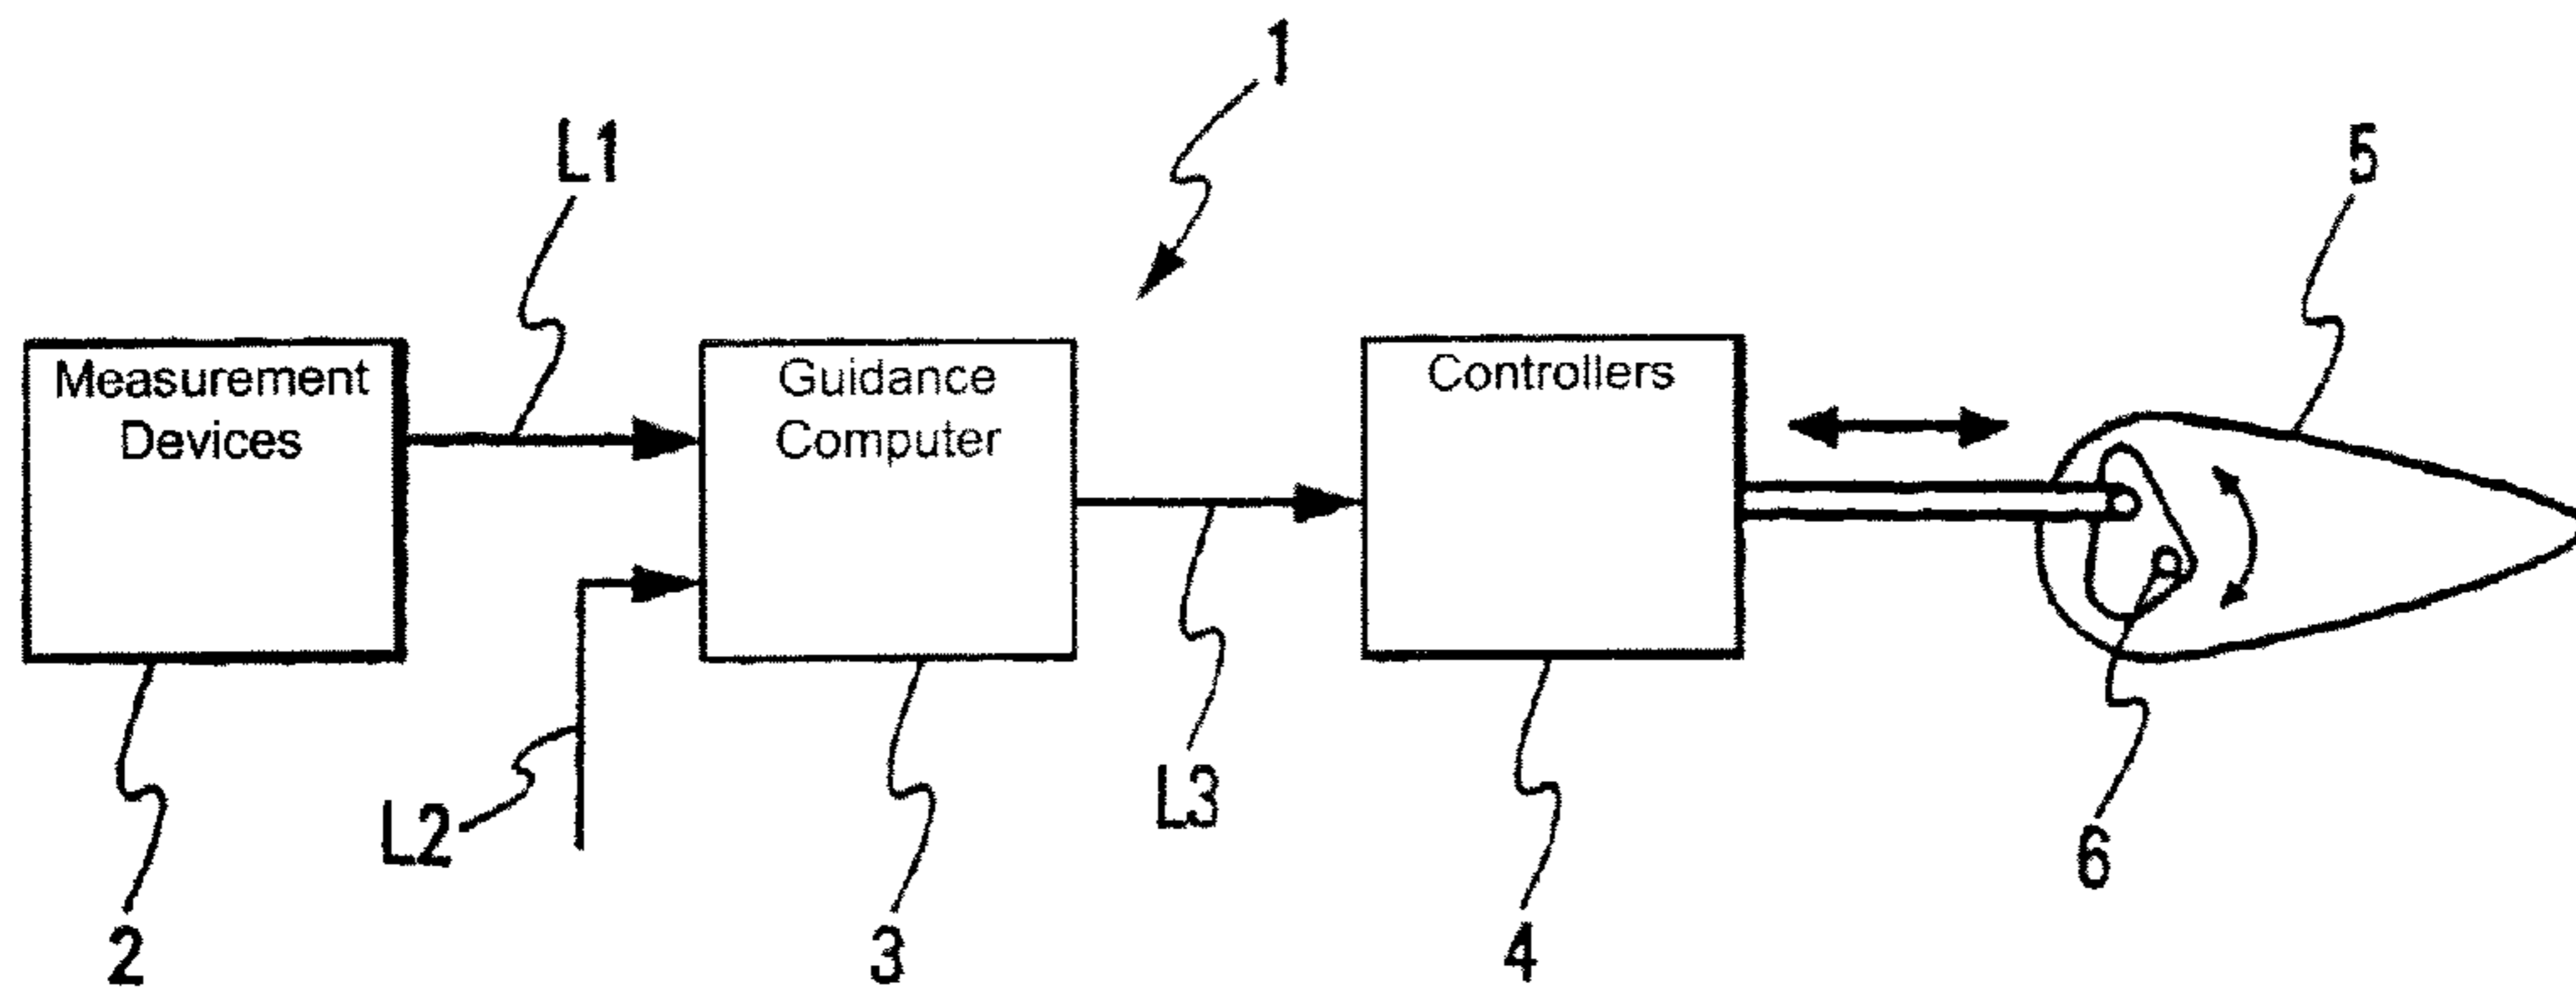 1
L1
5
Measurement
Devices
Guidance
Computer
Controllers
L2
L3
6
2
3
4